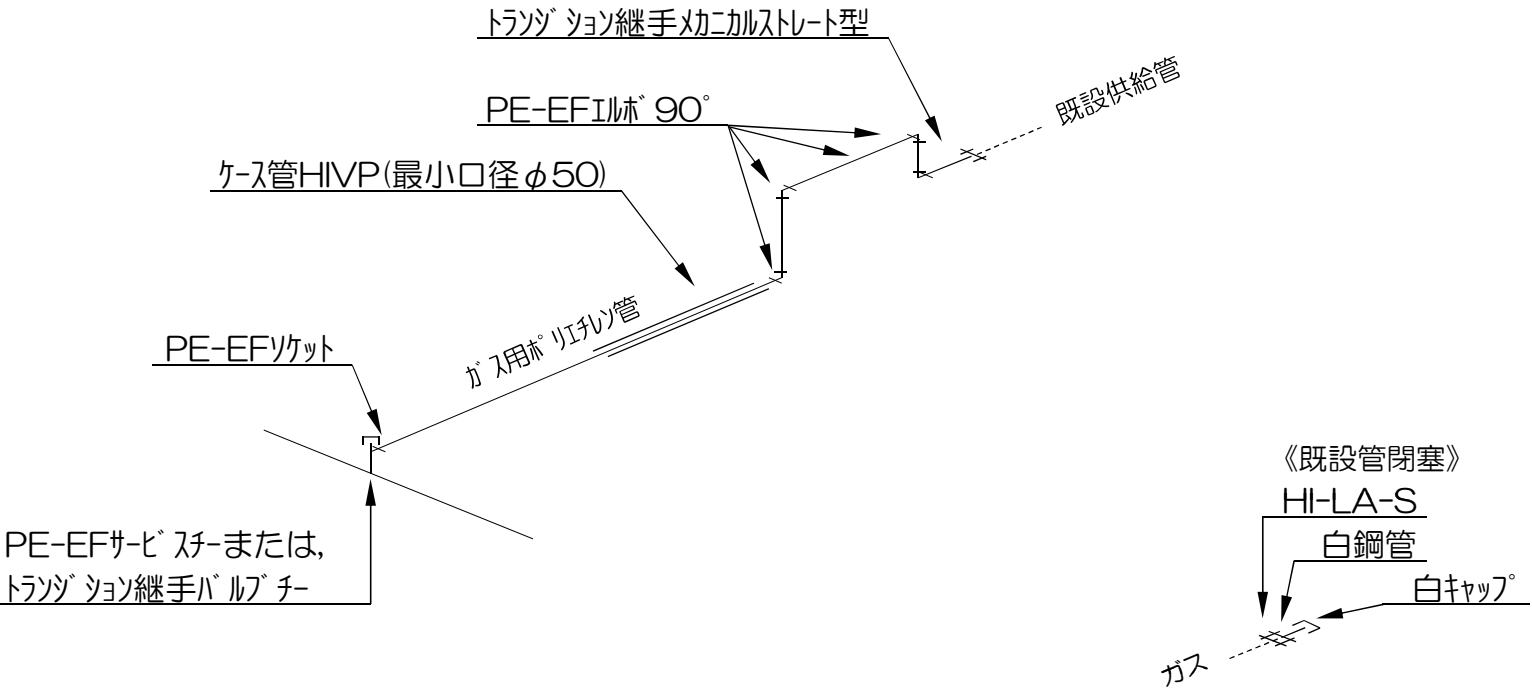 トランジション継手メカニカルストレート型
既設供給管
PE-EFエルボ90°
ケース管HIVP(最小口径φ50)
ガス用ポリエチレン管
PE-EFソケット
PE-EFサービスチーまたは,
トランジション継手バルブチー
《既設管閉塞》
HI-LA-S
白鋼管
白キャップ
ガス